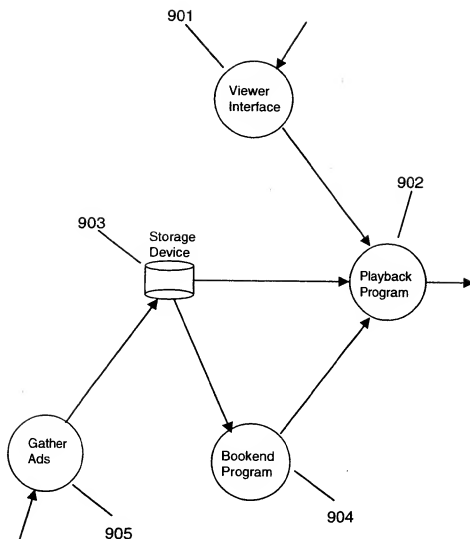 901
Viewer
Interface
902
903
Storage
Device
Playback
Program
Gather
Ads
Bookend
Program
904
905